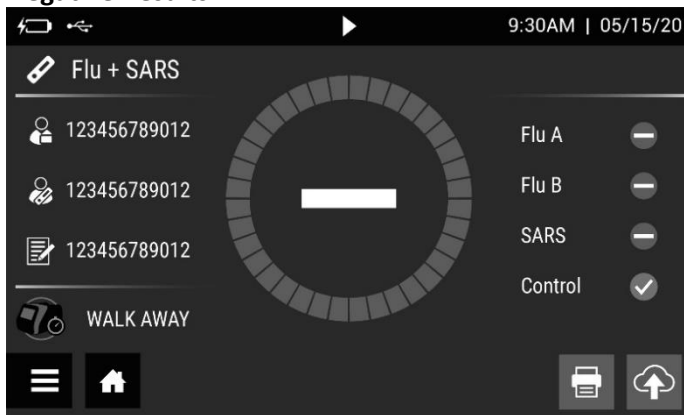 9:30AM | 05/15/20
Flu + SARS
123456789012
123456789012
123456789012
WALK AWAY
Flu A
Flu B
SARS
Control